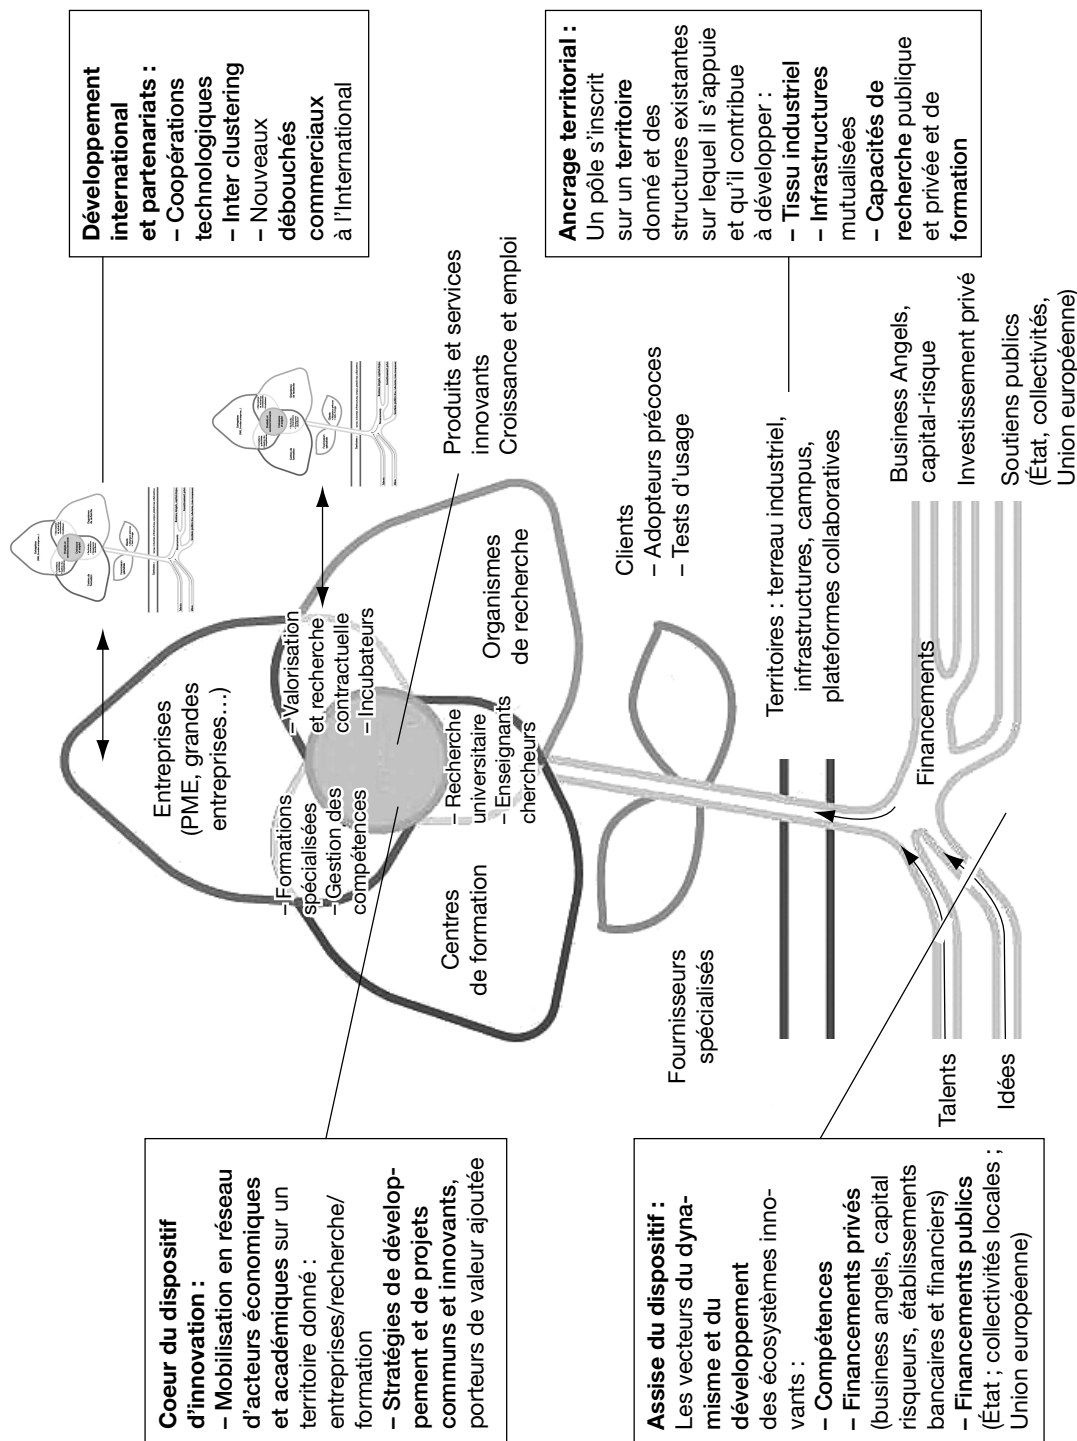 Développement
international
et partenariats :
– Coopérations
technologiques
– Inter clustering
– Nouveaux
débouchés
commerciaux
à l'International
Ancrage territorial :
Un pôle s'inscrit
sur un territoire
donné et des
structures existantes
sur lequel il s'appuie
et qu'il contribue
à développer :
– Tissu industriel
– Infrastructures
mutualisées
– Capacités de
recherche publique
et privée et de
formation
Produits et services
innovants
Croissance et emploi
Entreprises
(PME, grandes
entreprises…)
– Valorisation
et recherche
contractuelle
– Incubateurs
– Formations
spécialisées
– Gestion des
compétences
– Recherche
universitaire
– Enseignants
chercheurs
Organismes
de recherche
Centres
de formation
Clients
– Adopteurs précoces
– Tests d'usage
Fournisseurs
spécialisés
Territoires : terreau industriel,
infrastructures, campus,
plateformes collaboratives
Financements
Business Angels,
capital-risque
Investissement privé
Soutiens publics
(État, collectivités,
Union européenne)
Talents
Idées
Coeur du dispositif
d'innovation :
– Mobilisation en réseau
d'acteurs économiques
et académiques sur un
territoire donné :
entreprises/recherche/
formation
– Stratégies de dévelop-
pement et de projets
communs et innovants,
porteurs de valeur ajoutée
Assise du dispositif :
Les vecteurs du dyna-
misme et du
développement
des écosystèmes inno-
vants :
– Compétences
– Financements privés
(business angels, capital
risqueurs, établissements
bancaires et financiers)
– Financements publics
(État ; collectivités locales ;
Union européenne)